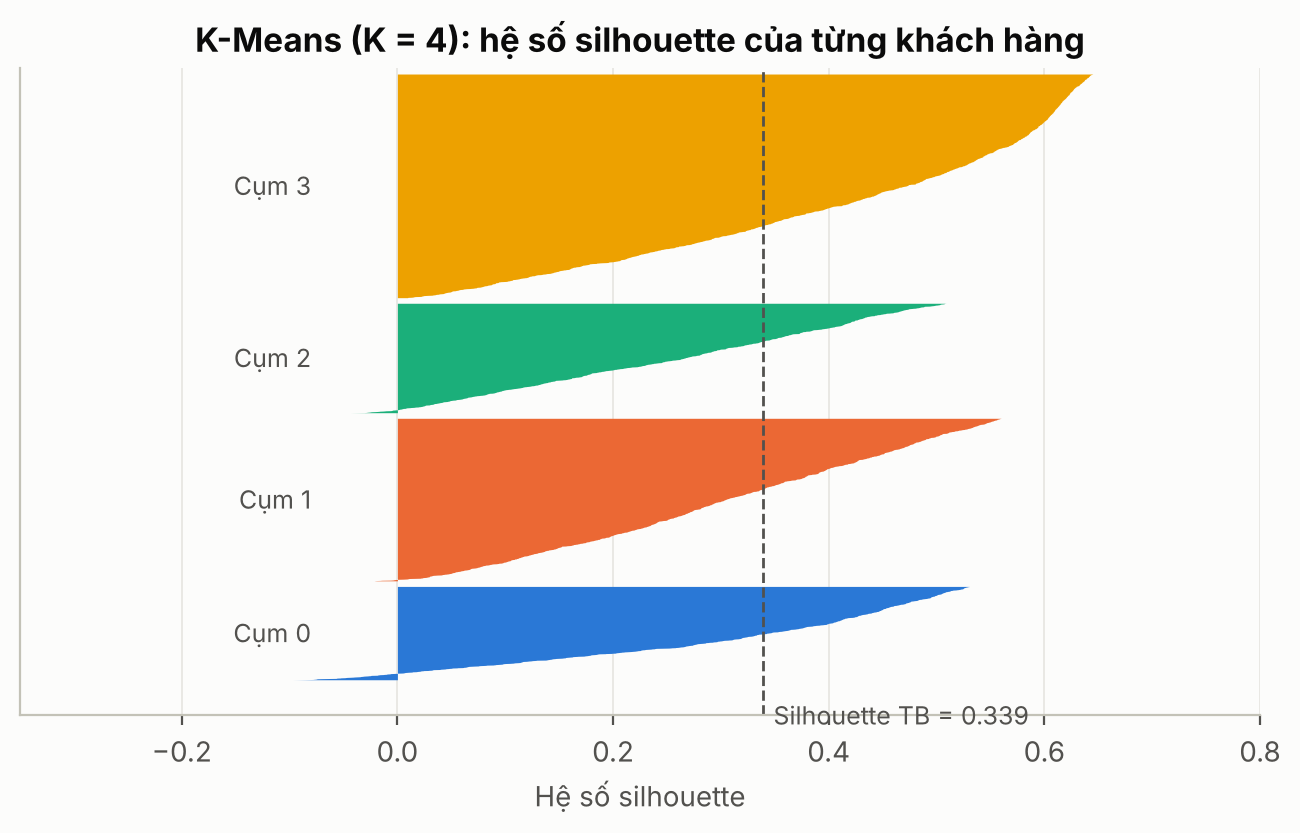 K-Means (K = 4): hệ số silhouette của từng khách hàng
Cụm 3
Cụm 2
Cụm 1
Cụm 0
Silhouette TB = 0.339
−0.2 0.0 0.2 0.4 0.6 0.8
Hệ số silhouette